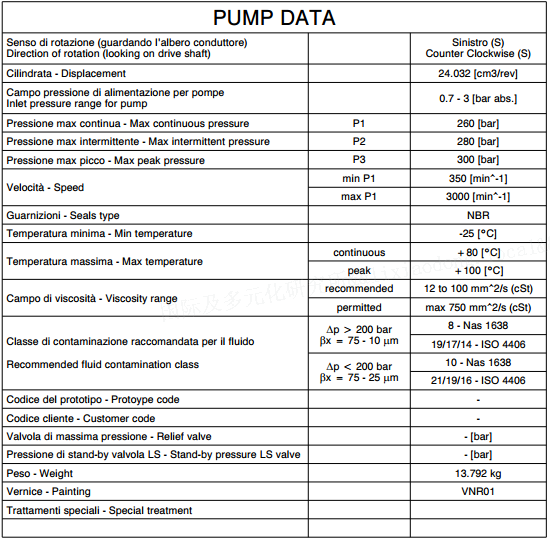 PUMP DATA
Senso di rotazione (guardando l'albero conduttore)
Direction of rotation (looking on drive shaft)
Sinistro (S)
Counter Clockwise (S)
Cilindrata - Displacement
24.032 [cm3/rev]
Campo pressione di alimentazione per pompe
Inlet pressure range for pump
0.7 - 3 [bar abs.]
Pressione max continua - Max continuous pressure P1 260 [bar]
Pressione max intermittente - Max intermittent pressure P2 280 [bar]
Pressione max picco - Max peak pressure P3 300 [bar]
Velocità - Speed
min P1 350 [min^-1]
max P1 3000 [min^-1]
Guarnizioni - Seals type NBR
Temperatura minima - Min temperature -25 [°C]
Temperatura massima - Max temperature
continuous +80 [°C]
peak +100 [°C]
Campo di viscosità - Viscosity range
recommended 12 to 100 mm^2/s (cSt)
permitted max 750 mm^2/s (cSt)
Classe di contaminazione raccomandata per il fluido
Recommended fluid contamination class
Δp > 200 bar
βx = 75 - 10 μm
8 - Nas 1638
19/17/14 - ISO 4406
Δp < 200 bar
βx = 75 - 25 μm
10 - Nas 1638
21/19/16 - ISO 4406
Codice del prototipo - Protoype code -
Codice cliente - Customer code -
Valvola di massima pressione - Relief valve - [bar]
Pressione di stand-by valvola LS - Stand-by pressure LS valve - [bar]
Peso - Weight 13.792 kg
Vernice - Painting VNR01
Trattamenti speciali - Special treatment